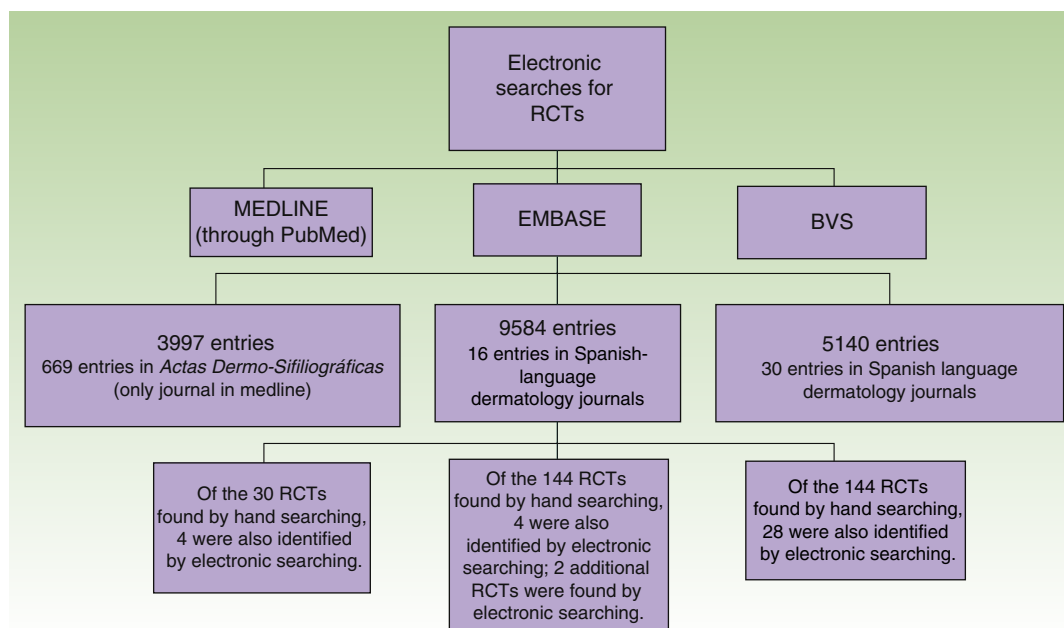 Electronic
searches for
RCTs
MEDLINE
(through PubMed)
EMBASE
BVS
3997 entries
669 entries in Actas Dermo-Sifiliográficas
(only journal in medline)
9584 entries
16 entries in Spanish-
language
dermatology journals
5140 entries
30 entries in Spanish language
dermatology journals
Of the 30 RCTs
found by hand searching,
4 were also identified
by electronic searching.
Of the 144 RCTs
found by hand searching,
4 were also
identified by electronic
searching; 2 additional
RCTs were found by
electronic searching.
Of the 144 RCTs
found by hand searching,
28 were also identified
by electronic searching.